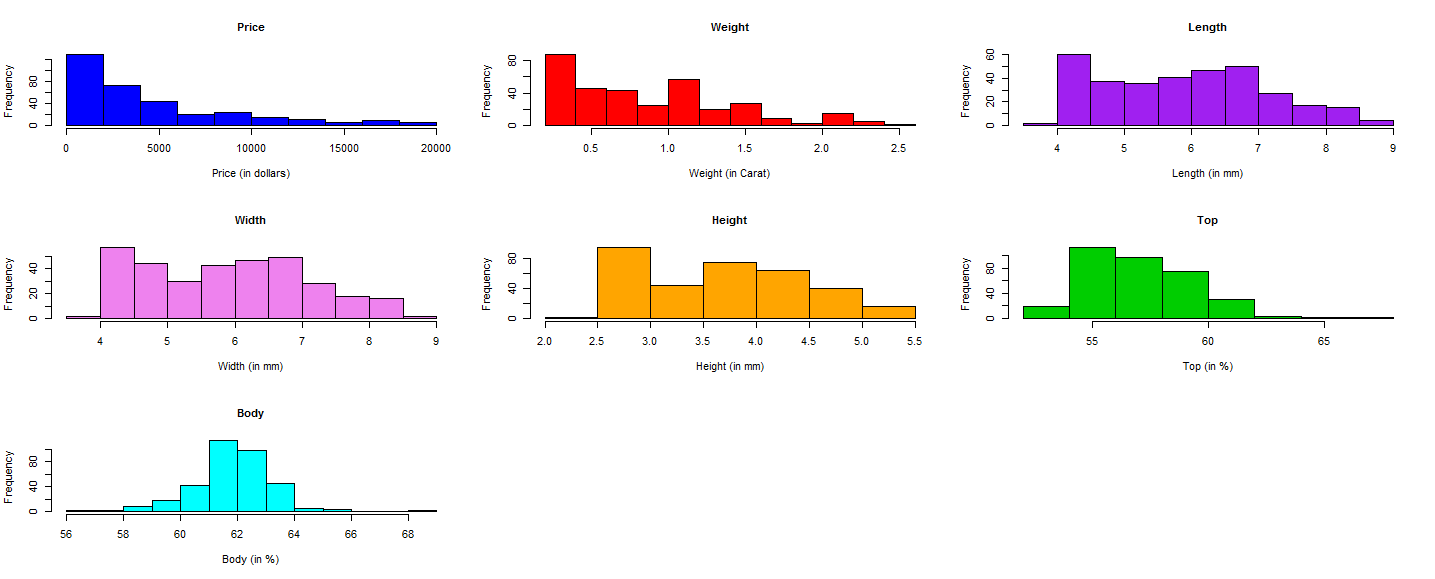 Price
Frequency
0 40 80
0 5000 10000 15000 20000
Price (in dollars)
Weight
Frequency
0 40 80
0.5 1.0 1.5 2.0 2.5
Weight (in Carat)
Length
Frequency
0 20 40 60
4 5 6 7 8 9
Length (in mm)
Width
Frequency
0 20 40
4 5 6 7 8 9
Width (in mm)
Height
Frequency
0 40 80
2.0 2.5 3.0 3.5 4.0 4.5 5.0 5.5
Height (in mm)
Top
Frequency
0 40 80
55 60 65
Top (in %)
Body
Frequency
0 40 80
56 58 60 62 64 66 68
Body (in %)